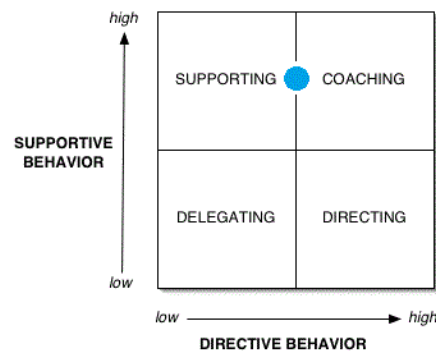 high
SUPPORTING
COACHING
SUPPORTIVE
BEHAVIOR
DELEGATING
DIRECTING
low
low
high
DIRECTIVE BEHAVIOR